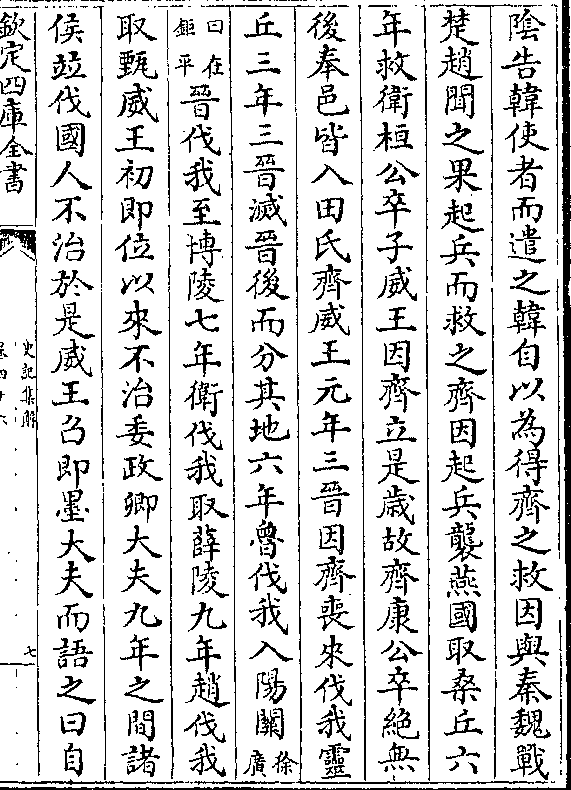 陰告韓使者而遣之韓自以為得齊之救因與秦魏戰
楚趙聞之果起兵而救之齊因起兵襲燕國取桑丘六
年救衛桓公卒子威王因齊立是歲故齊康公卒絕無
後奉邑皆入田氏齊威王元年三晉因齊喪來伐我靈
丘三年三晉滅晉後而分其地六年魯伐我入陽關徐廣
曰在鉅平晉伐我至博陵七年衛伐我取薛陵九年趙伐我
取甄威王初即位以來不治委政卿大夫九年之間諸
侯並伐國人不治於是威王召即墨大夫而語之曰自
欽定四庫全書
史記集解
卷四十六
七